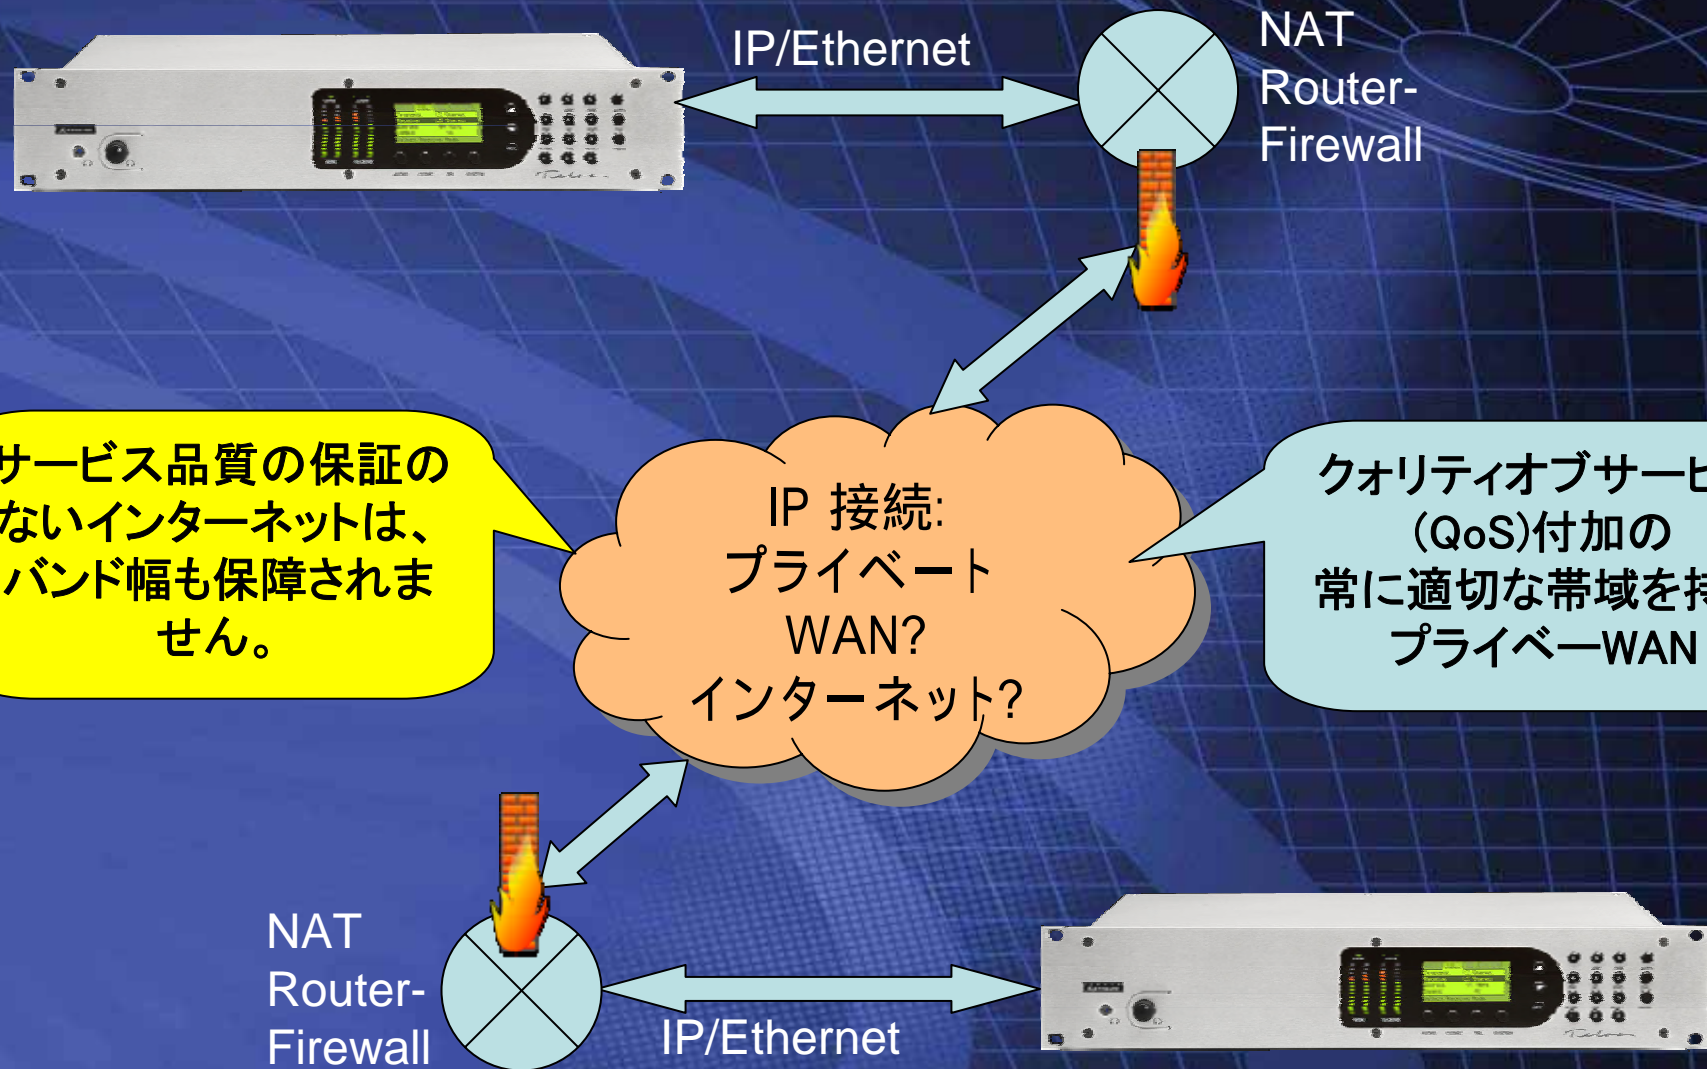 IP/Ethernet
NAT
Router-
Firewall
サービス品質の保証の
ないインターネットは、
バンド幅も保障されま
せん。
IP 接続:
プライベート
WAN?
インターネット?
クォリティオブサービ
(QoS)付加の
常に適切な帯域を持
プライベーWAN
NAT
Router-
Firewall
IP/Ethernet
Telos
Telos